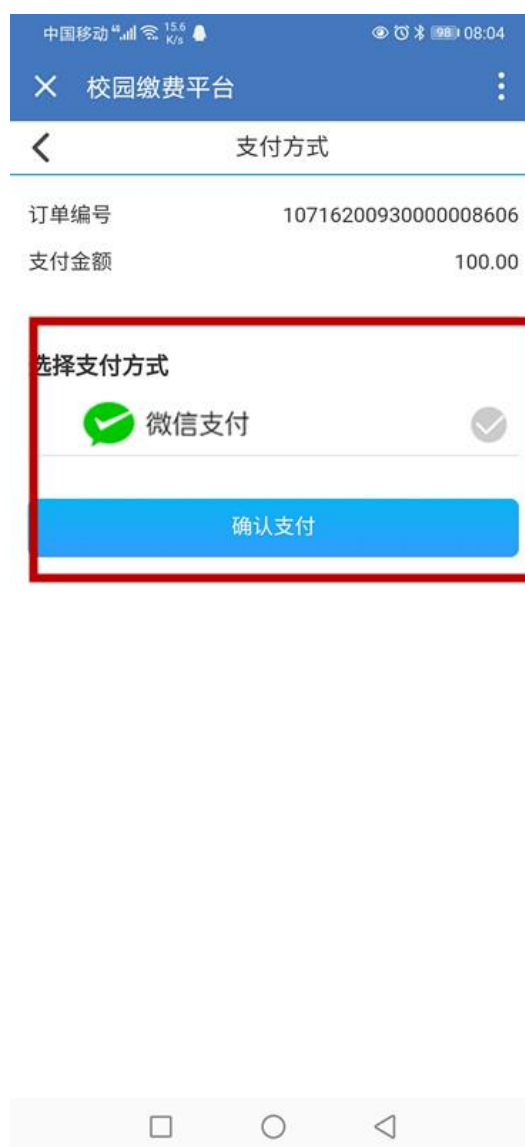 中国移动 46 15.6 K/s 98 08:04
校园缴费平台
支付方式
订单编号 10716200930000008606
支付金额 100.00
选择支付方式
微信支付
确认支付